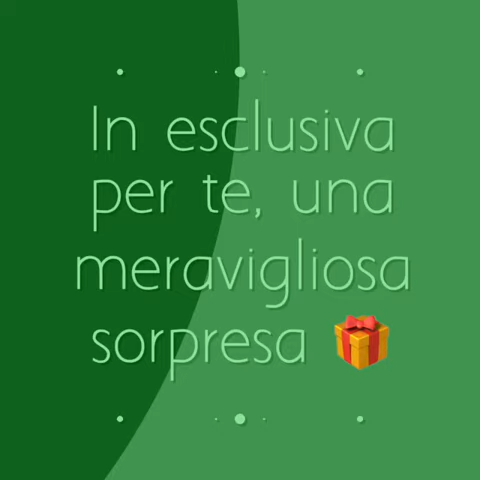 In esclusiva
per te, una
meravigliosa
sorpresa 🎁